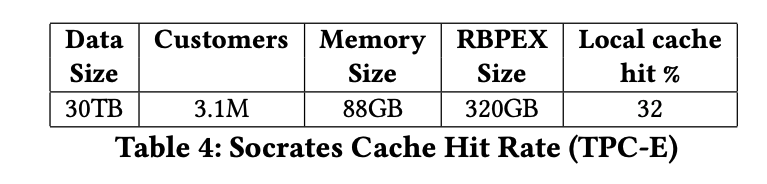 Data Size | Customers | Memory Size | RBPEX Size | Local cache hit %
30TB | 3.1M | 88GB | 320GB | 32
Table 4: Socrates Cache Hit Rate (TPC-E)